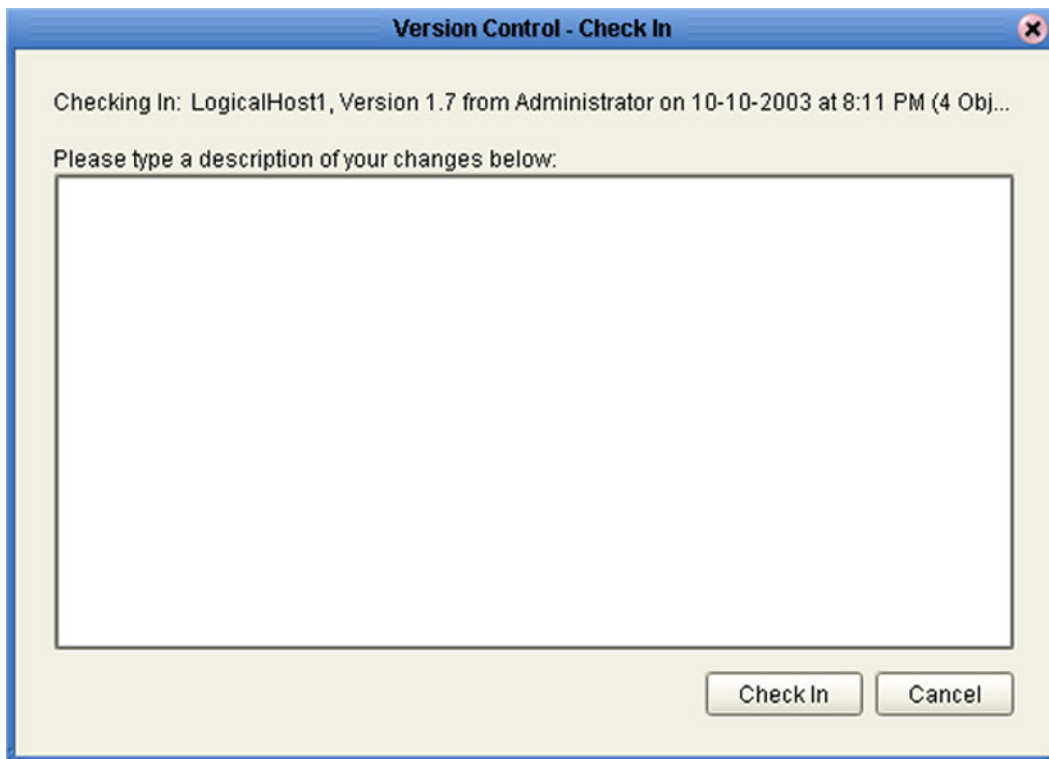 Version Control - Check In
Checking In: LogicalHost1, Version 1.7 from Administrator on 10-10-2003 at 8:11 PM (4 Obj...
Please type a description of your changes below:
Check In
Cancel